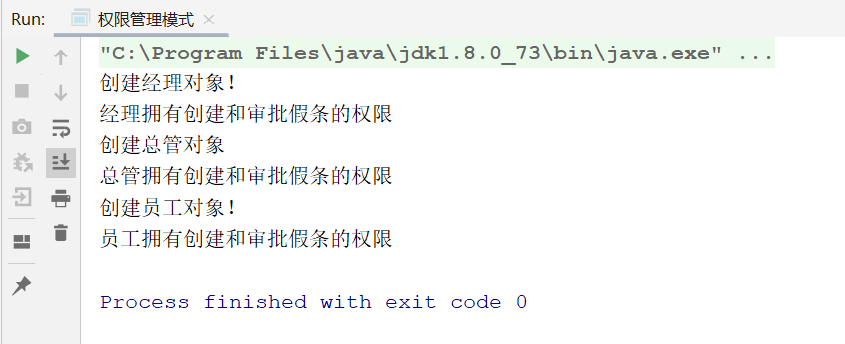 Run: 权限管理模式
"C:\Program Files\java\jdk1.8.0_73\bin\java.exe" ...
创建经理对象!
经理拥有创建和审批假条的权限
创建总管对象
总管拥有创建和审批假条的权限
创建员工对象!
员工拥有创建和审批假条的权限
Process finished with exit code 0